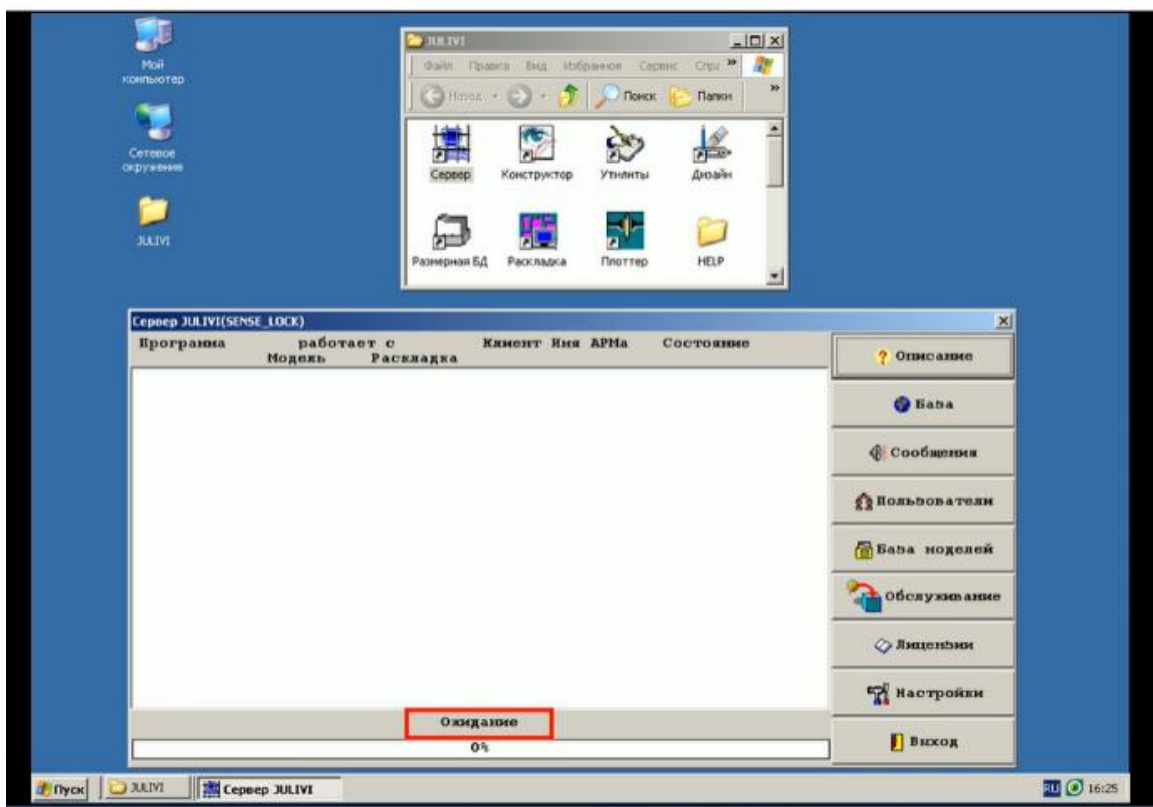 Мой
компьютер
Сетевое
окружение
JULIVI
JULIVI
Файл Правка Вид Избранное Сервис Спра »
Назад Поиск Папки »
Сервер Конструктор Утилиты Дизайн
Размерная БД Раскладка Плоттер HELP
Сервер JULIVI(SENSE_LOCK)
Программа работает с Клиент Имя АРМа Состояние
Модель Раскладка
? Описание
База
Сообщения
Пользователи
База моделей
Обслуживание
Лицензии
Настройки
Выход
Ожидание
0%
Пуск JULIVI Сервер JULIVI RU 16:25